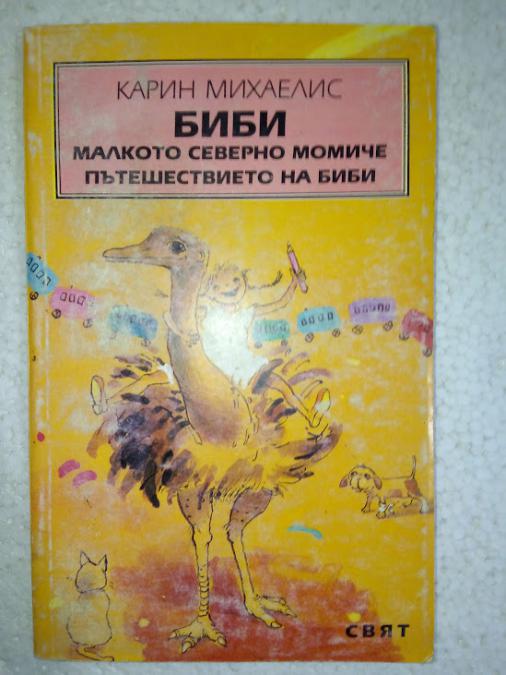 КАРИН МИХАЕЛИС
БИБИ
МАЛКОТО СЕВЕРНО МОМИЧЕ
ПЪТЕШЕСТВИЕТО НА БИБИ
СВЯТ